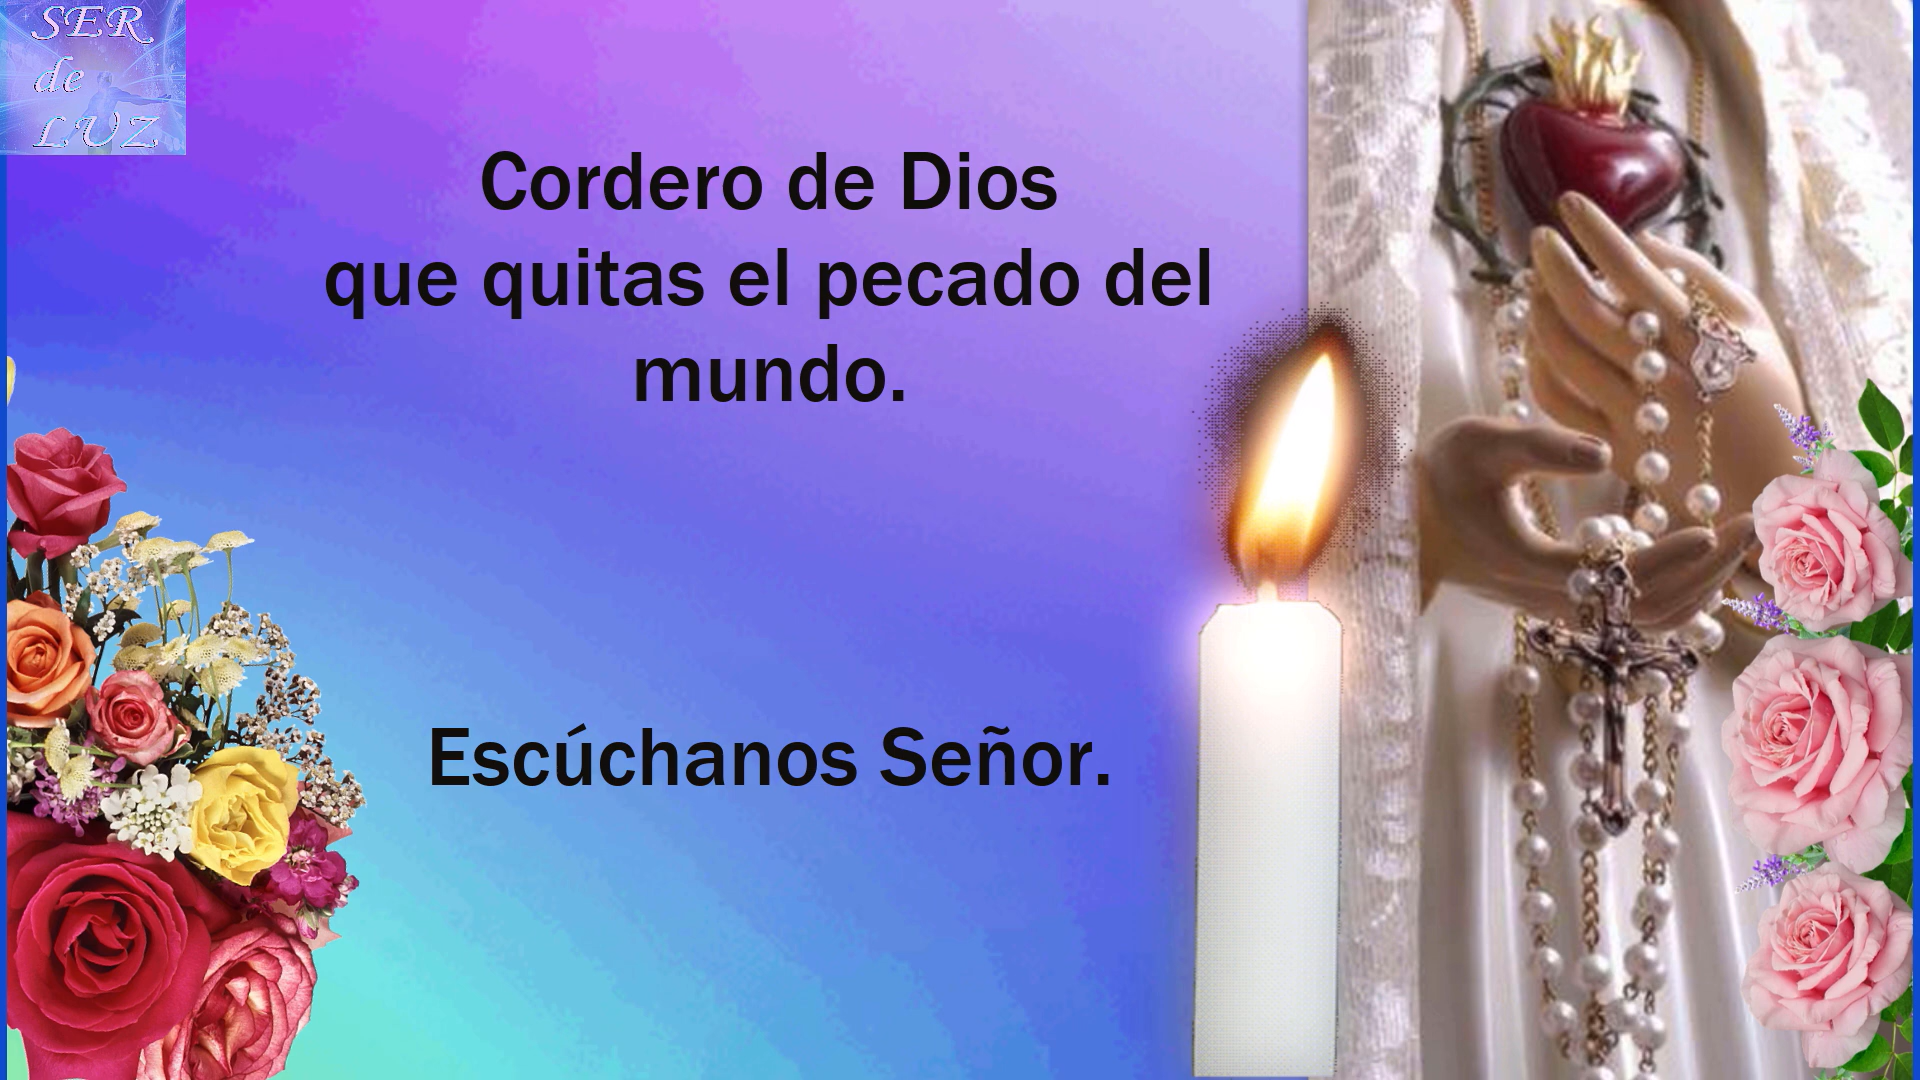 SER
de
LUZ
Cordero de Dios
que quitas el pecado del
mundo.
Escúchanos Señor.